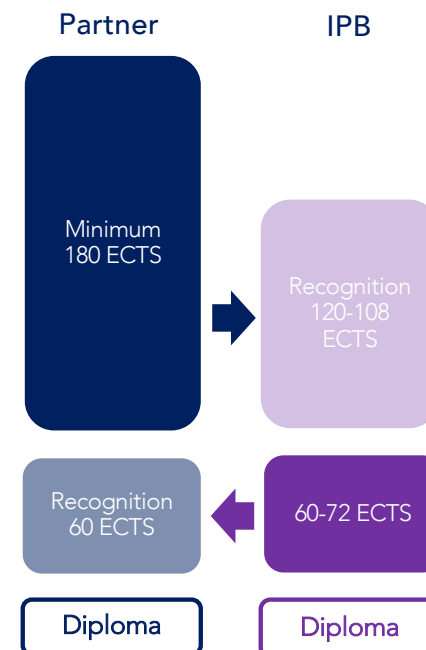 Partner
IPB
Minimum
180 ECTS
Recognition
120-108
ECTS
Recognition
60 ECTS
60-72 ECTS
Diploma
Diploma